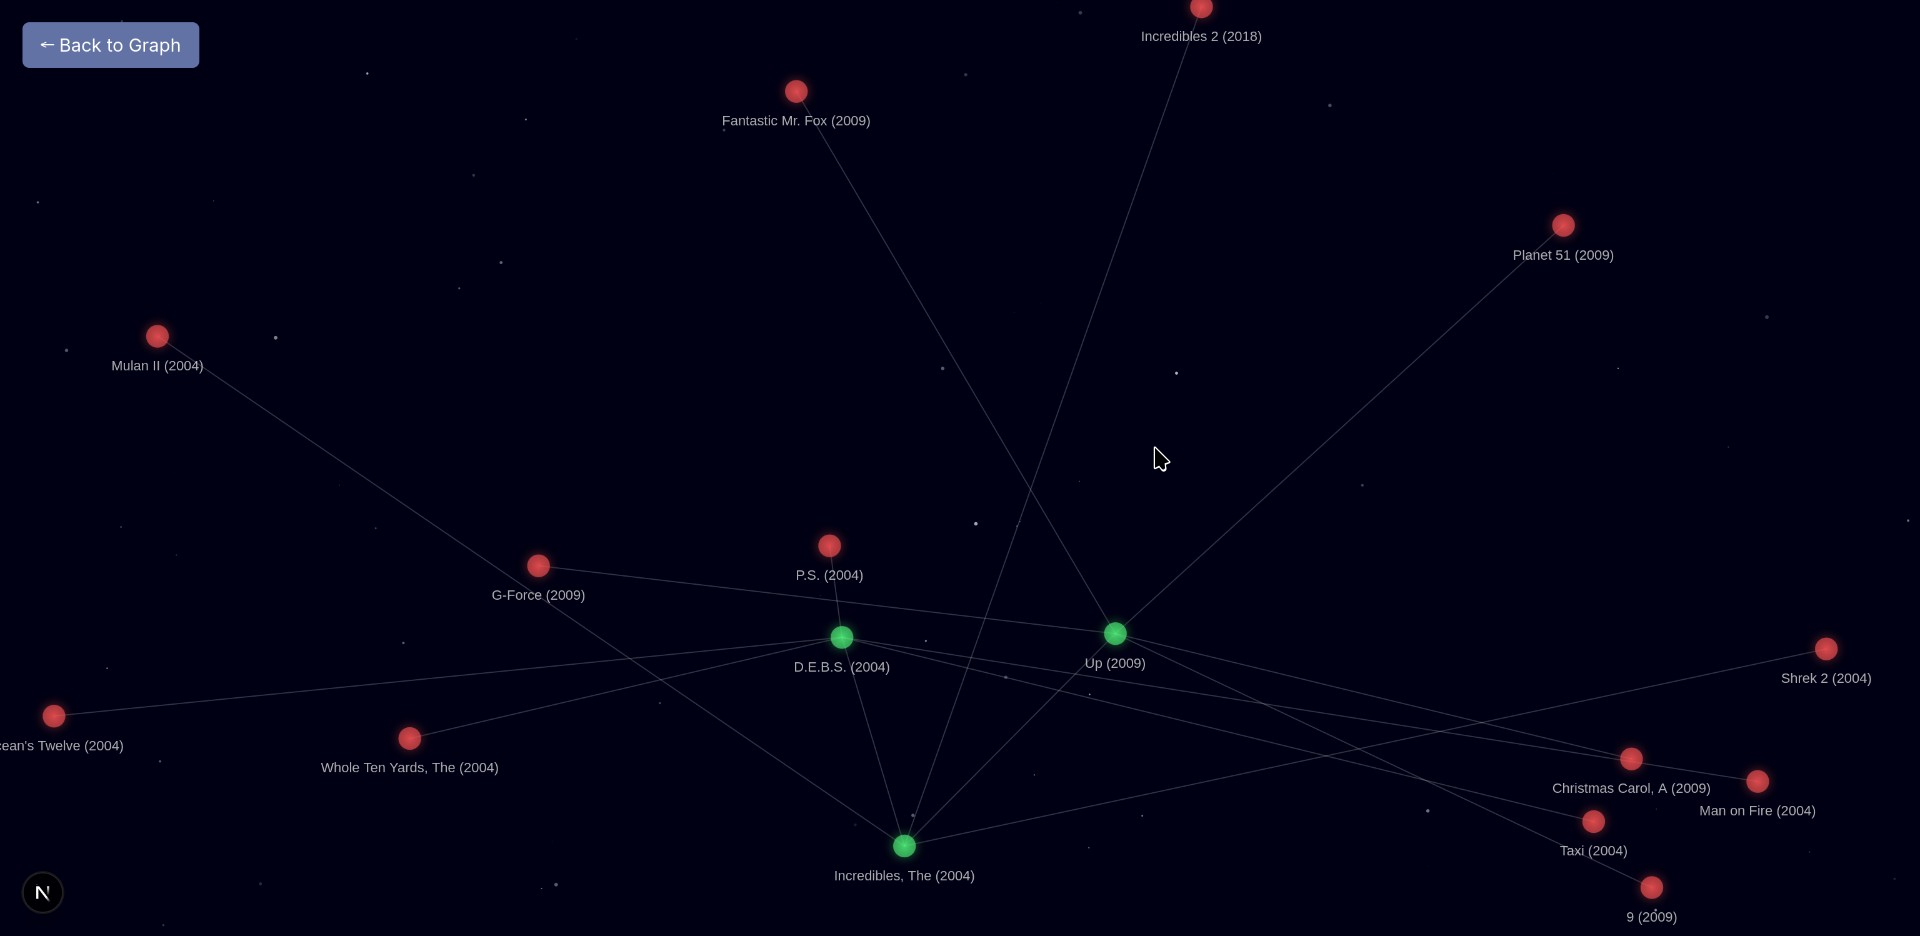 ← Back to Graph
Incredibles 2 (2018)
Fantastic Mr. Fox (2009)
Planet 51 (2009)
Mulan II (2004)
P.S. (2004)
G-Force (2009)
D.E.B.S. (2004)
Up (2009)
Shrek 2 (2004)
cean's Twelve (2004)
Whole Ten Yards, The (2004)
Christmas Carol, A (2009)
Man on Fire (2004)
Taxi (2004)
Incredibles, The (2004)
N
9 (2009)